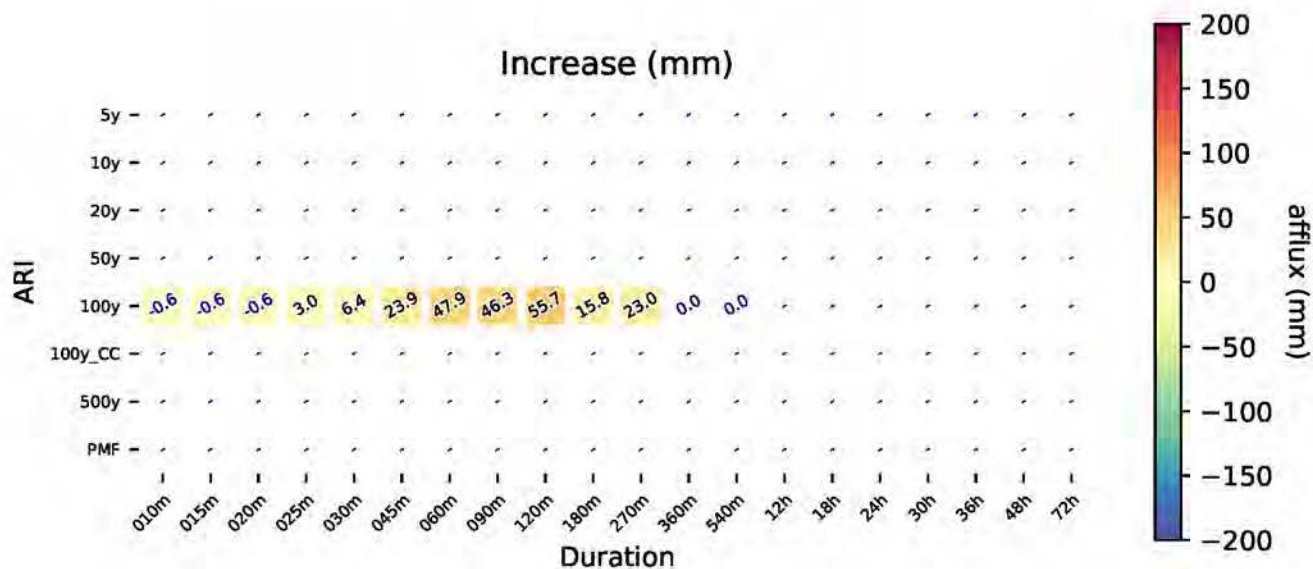 Increase (mm)
5y
10y
20y
50y
100y
100y_CC
500y
PMF
ARI
-0.6 -0.6 -0.6 3.0 6.4 23.9 47.9 46.3 55.7 15.8 23.0 0.0 0.0
010m 015m 020m 025m 030m 045m 060m 090m 120m 180m 270m 360m 540m 12h 18h 24h 30h 36h 48h 72h
Duration
200
150
100
50
0
−50
−100
−150
−200
afflux (mm)